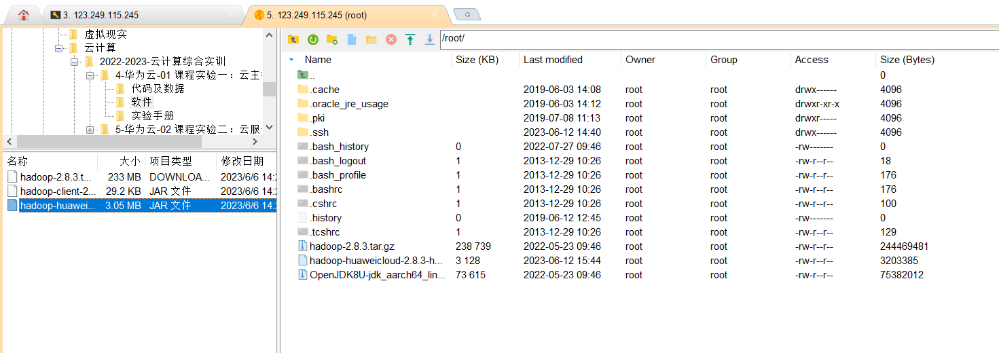 3. 123.249.115.245
5. 123.249.115.245 (root)
虚拟现实
云计算
2022-2023-云计算综合实训
4-华为云-01 课程实验一：云主
代码及数据
软件
实验手册
5-华为云-02 课程实验二：云服
名称 大小 项目类型 修改日期
hadoop-2.8.3.t... 233 MB DOWNLOA... 2023/6/6 14:2
hadoop-client-2... 29.2 KB JAR 文件 2023/6/6 14:2
hadoop-huawei... 3.05 MB JAR 文件 2023/6/6 14:2
/root/
Name Size (KB) Last modified Owner Group Access Size (Bytes)
.. 0
.cache 2019-06-03 14:08 root root drwx------ 4096
.oracle_jre_usage 2019-06-03 14:12 root root drwxr-xr-x 4096
.pki 2019-07-08 11:13 root root drwxr----- 4096
.ssh 2023-06-12 14:40 root root drwx------ 4096
.bash_history 0 2022-07-27 09:46 root root -rw------- 0
.bash_logout 1 2013-12-29 10:26 root root -rw-r--r-- 18
.bash_profile 1 2013-12-29 10:26 root root -rw-r--r-- 176
.bashrc 1 2013-12-29 10:26 root root -rw-r--r-- 176
.cshrc 1 2013-12-29 10:26 root root -rw-r--r-- 100
.history 0 2019-06-12 12:45 root root -rw------- 0
.tcshrc 1 2013-12-29 10:26 root root -rw-r--r-- 129
hadoop-2.8.3.tar.gz 238 739 2022-05-23 09:46 root root -rw-r--r-- 244469481
hadoop-huaweicloud-2.8.3-h... 3 128 2023-06-12 15:44 root root -rw-r--r-- 3203385
OpenJDK8U-jdk_aarch64_lin... 73 615 2022-05-23 09:46 root root -rw-r--r-- 75382012